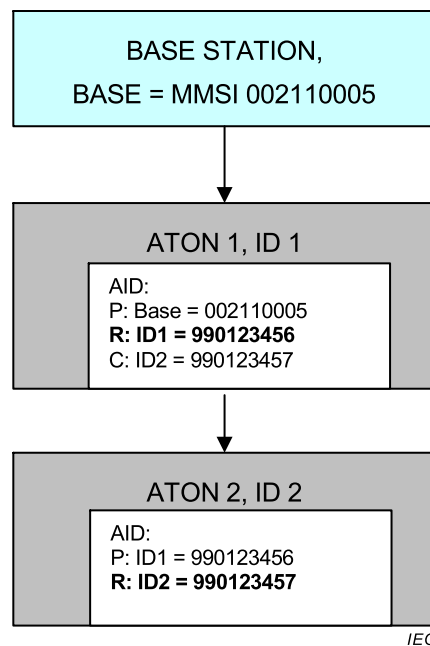 BASE STATION,
BASE = MMSI 002110005
ATON 1, ID 1
AID:
P: Base = 002110005
R: ID1 = 990123456
C: ID2 = 990123457
ATON 2, ID 2
AID:
P: ID1 = 990123456
R: ID2 = 990123457
IEC